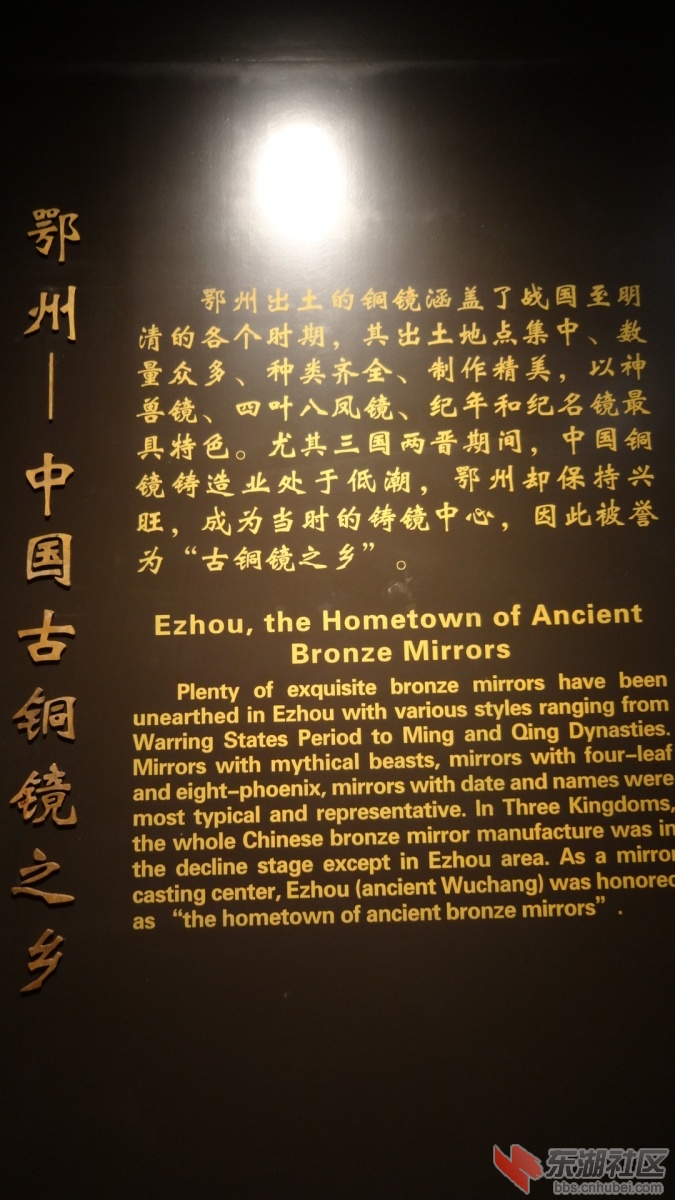 鄂州—中国古铜镜之乡
鄂州出土的铜镜涵盖了战国至明
清的各个时期，其出土地点集中、数
量众多、种类齐全、制作精美，以神
兽镜、四叶八凤镜、纪年和纪名镜最
具特色。尤其三国两晋期间，中国铜
镜铸造业处于低潮，鄂州却保持兴
旺，成为当时的铸镜中心，因此被誉
为“古铜镜之乡”。
Ezhou, the Hometown of Ancient
Bronze Mirrors
Plenty of exquisite bronze mirrors have been
unearthed in Ezhou with various styles ranging from
Warring States Period to Ming and Qing Dynasties.
Mirrors with mythical beasts, mirrors with four-leaf
and eight-phoenix, mirrors with date and names were
most typical and representative. In Three Kingdoms,
the whole Chinese bronze mirror manufacture was in
the decline stage except in Ezhou area. As a mirror
casting center, Ezhou (ancient Wuchang) was honored
as “the hometown of ancient bronze mirrors”.
东湖社区
bbs.cnhubei.com